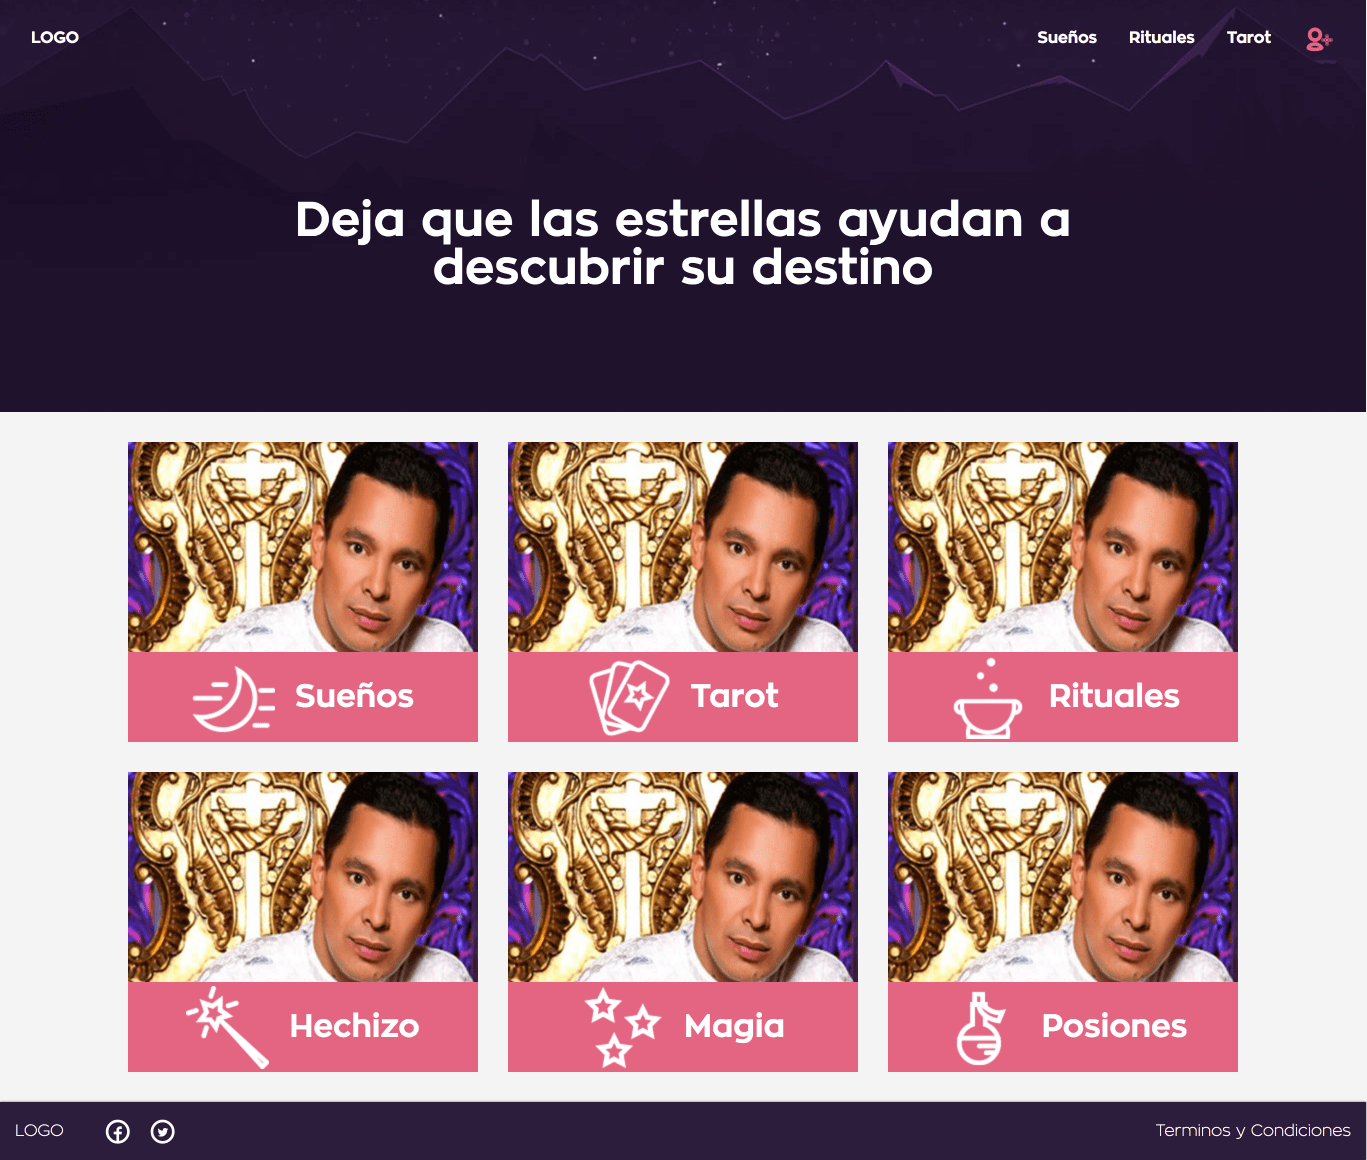 LOGO
Sueños
Rituales
Tarot
Deja que las estrellas ayudan a
descubrir su destino
Sueños
Tarot
Rituales
Hechizo
Magia
Posiones
LOGO
Terminos y Condiciones